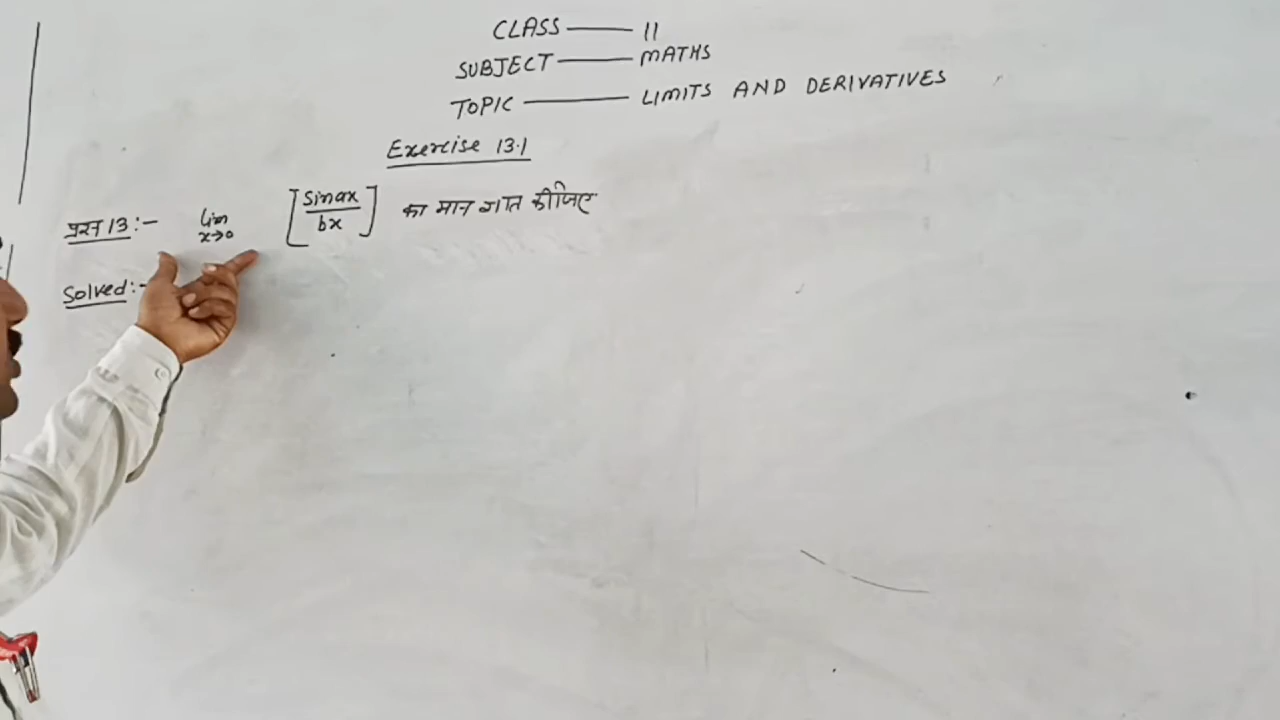 CLASS —— 11
SUBJECT —— MATHS
TOPIC —— LIMITS AND DERIVATIVES
Exercise 13.1
प्रश्न 13 :- lim x→0 [sinax/bx] का मान ज्ञात कीजिए
Solved :-